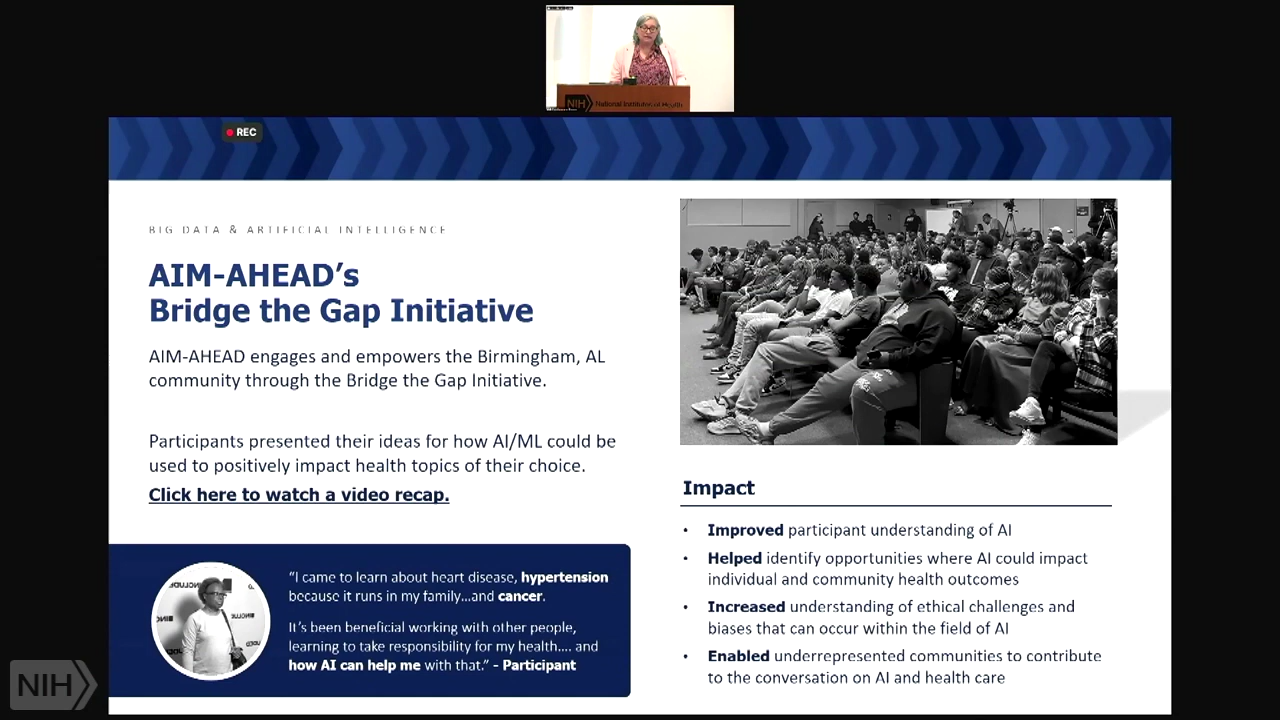 NIH National Institutes of Health
REC
BIG DATA & ARTIFICIAL INTELLIGENCE
AIM-AHEAD’s
Bridge the Gap Initiative
AIM-AHEAD engages and empowers the Birmingham, AL
community through the Bridge the Gap Initiative.
Participants presented their ideas for how AI/ML could be
used to positively impact health topics of their choice.
Click here to watch a video recap.
“I came to learn about heart disease, hypertension
because it runs in my family…and cancer.
It’s been beneficial working with other people,
learning to take responsibility for my health…. and
how AI can help me with that.” - Participant
Impact
• Improved participant understanding of AI
• Helped identify opportunities where AI could impact
individual and community health outcomes
• Increased understanding of ethical challenges and
biases that can occur within the field of AI
• Enabled underrepresented communities to contribute
to the conversation on AI and health care
NIH